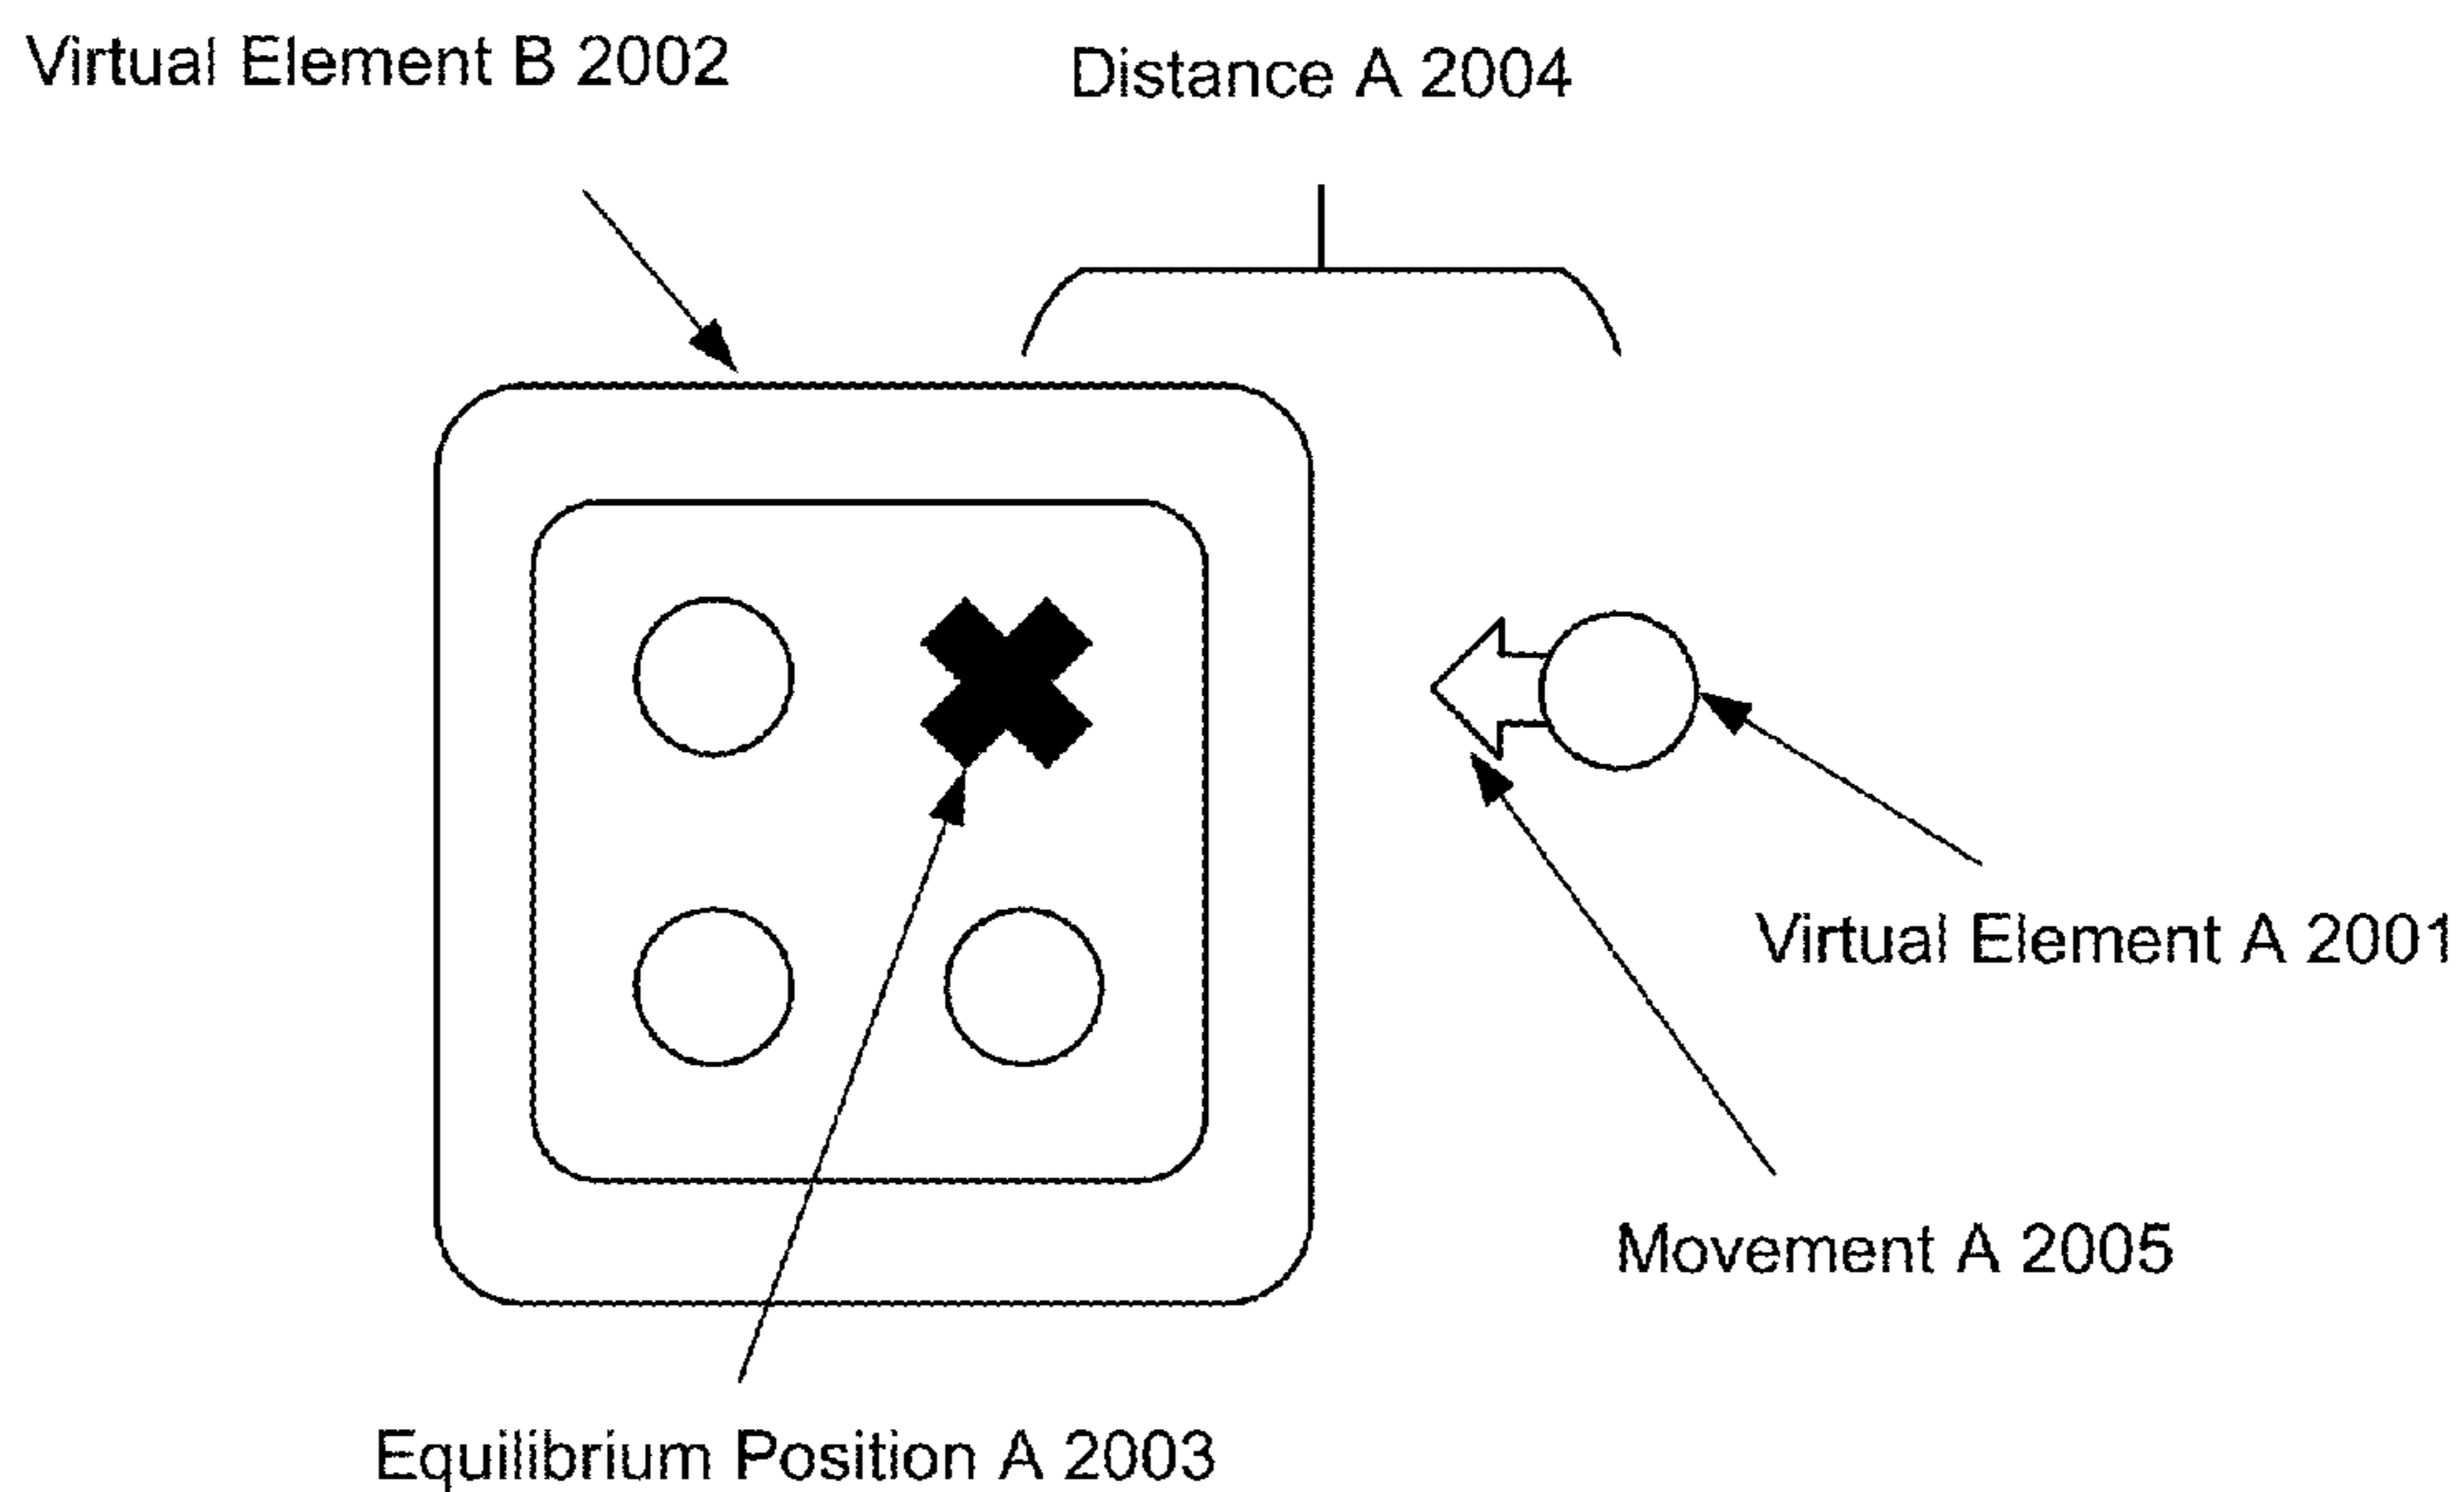 Virtual Element B 2002
Distance A 2004
Virtual Element A 2001
Movement A 2005
Equilibrium Position A 2003